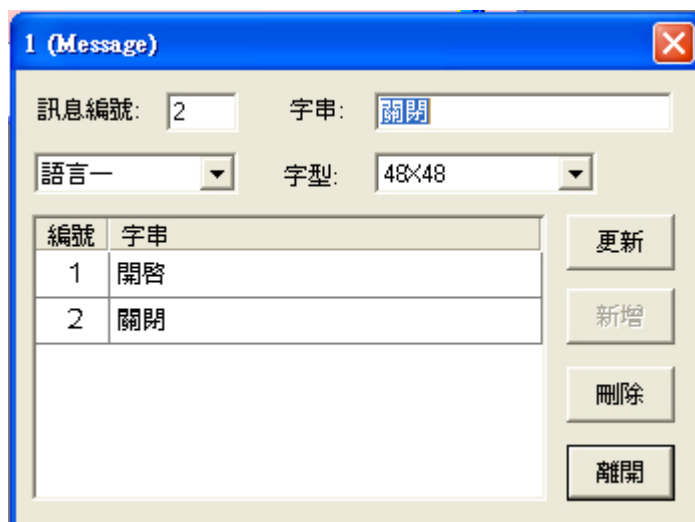 1 (Message)
訊息編號: 2 字串: 關閉
語言一 字型: 48X48
編號 字串
更新
1 開啓
2 關閉
新增
刪除
離開